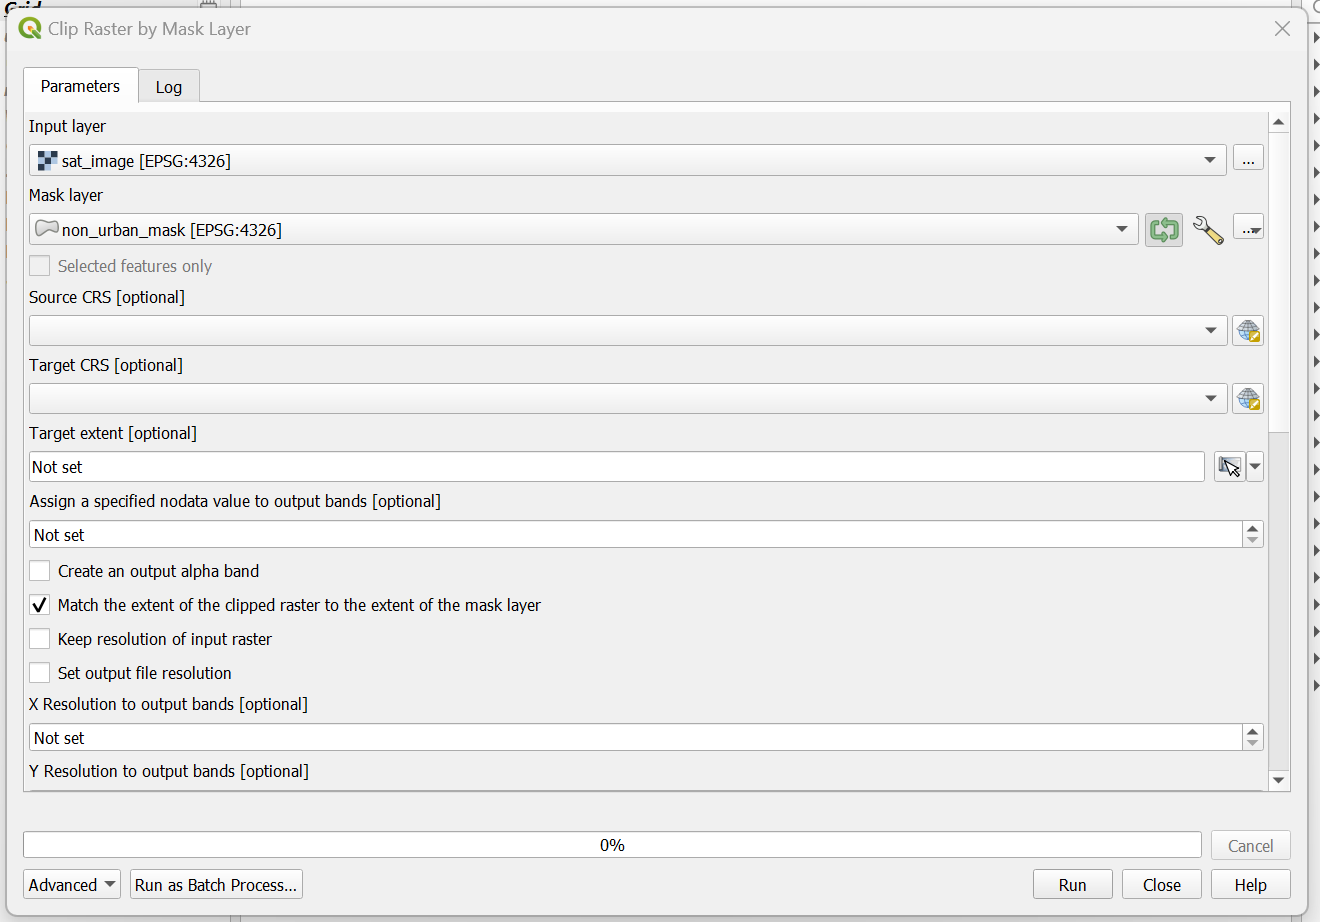 Grid
Clip Raster by Mask Layer
Parameters
Log
Input layer
sat_image [EPSG:4326]
...
Mask layer
non_urban_mask [EPSG:4326]
...
Selected features only
Source CRS [optional]
Target CRS [optional]
Target extent [optional]
Not set
Assign a specified nodata value to output bands [optional]
Not set
Create an output alpha band
Match the extent of the clipped raster to the extent of the mask layer
Keep resolution of input raster
Set output file resolution
X Resolution to output bands [optional]
Not set
Y Resolution to output bands [optional]
0%
Cancel
Advanced
Run as Batch Process...
Run
Close
Help